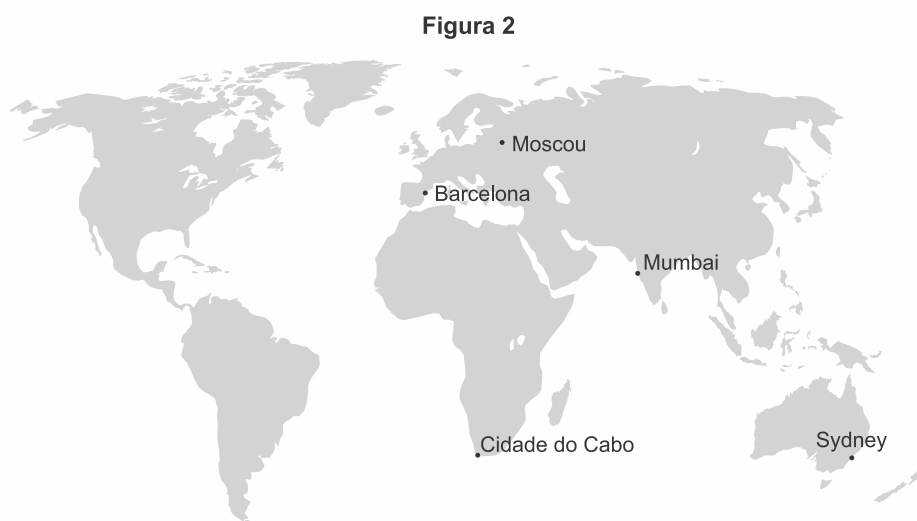 Figura 2
Moscou
Barcelona
Mumbai
Cidade do Cabo
Sydney